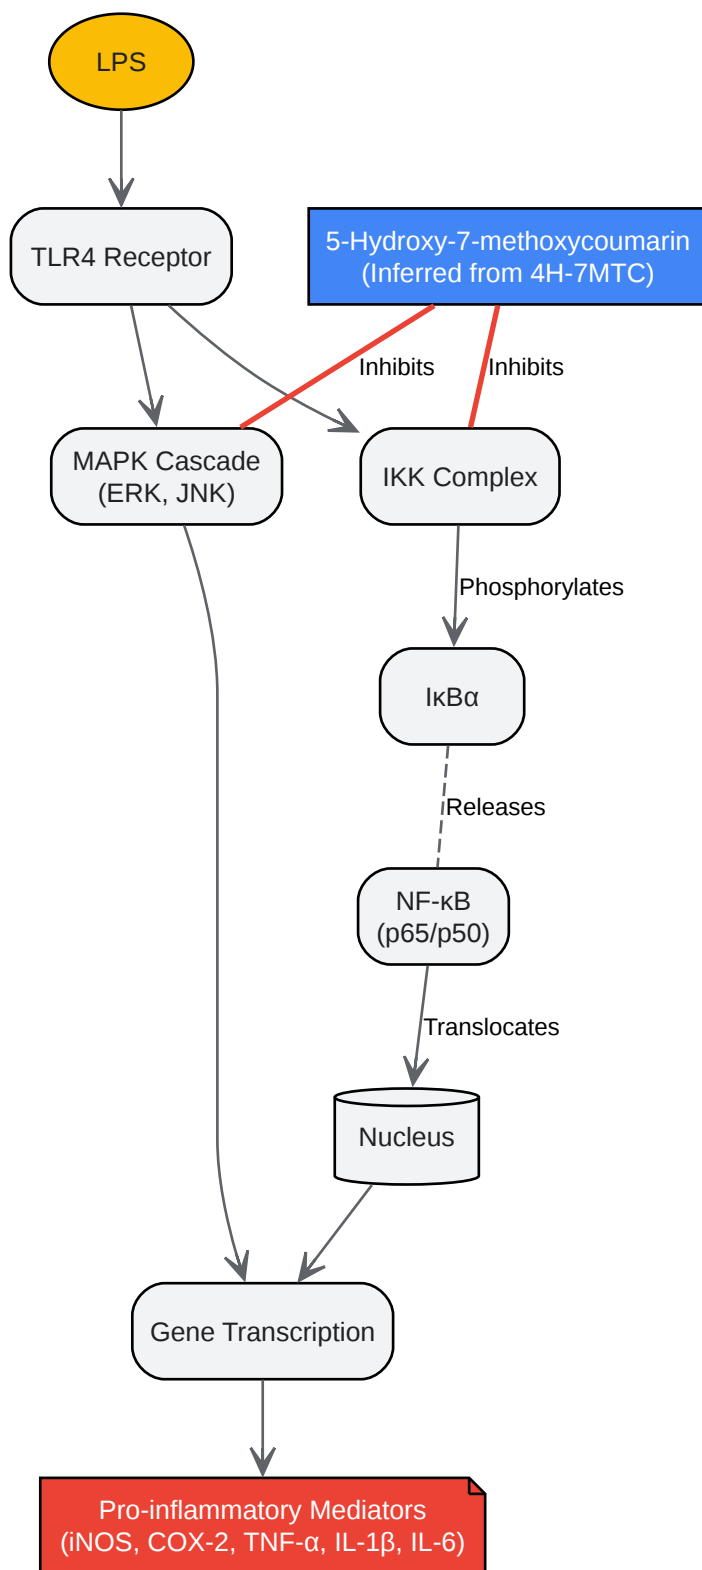 LPS
TLR4 Receptor
5-Hydroxy-7-methoxycoumarin
(Inferred from 4H-7MTC)
Inhibits
Inhibits
MAPK Cascade
(ERK, JNK)
IKK Complex
Phosphorylates
IκBα
Releases
NF-κB
(p65/p50)
Translocates
Nucleus
Gene Transcription
Pro-inflammatory Mediators
(iNOS, COX-2, TNF-α, IL-1β, IL-6)